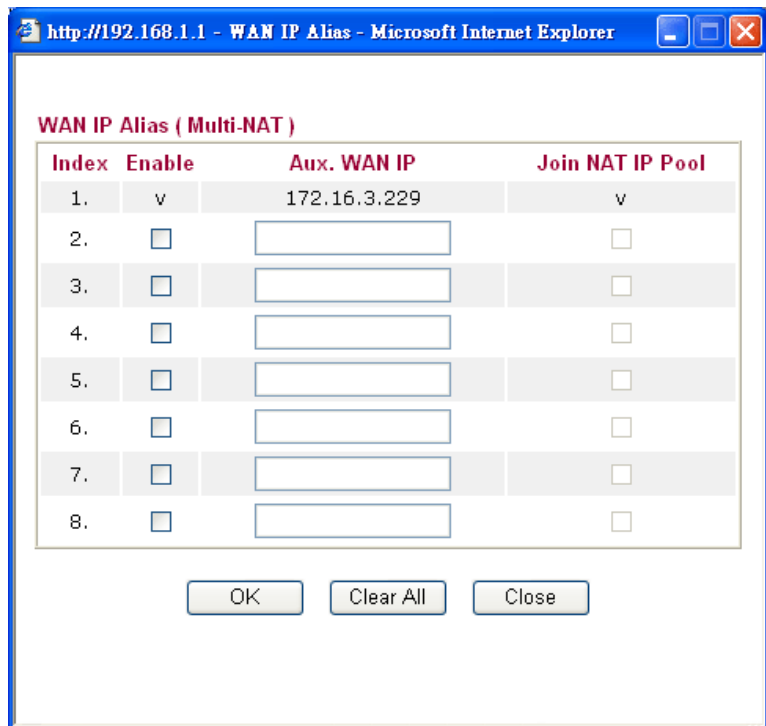 http://192.168.1.1 - WAN IP Alias - Microsoft Internet Explorer
WAN IP Alias ( Multi-NAT )
Index Enable Aux. WAN IP Join NAT IP Pool
1. v 172.16.3.229 v
2.
3.
4.
5.
6.
7.
8.
OK Clear All Close